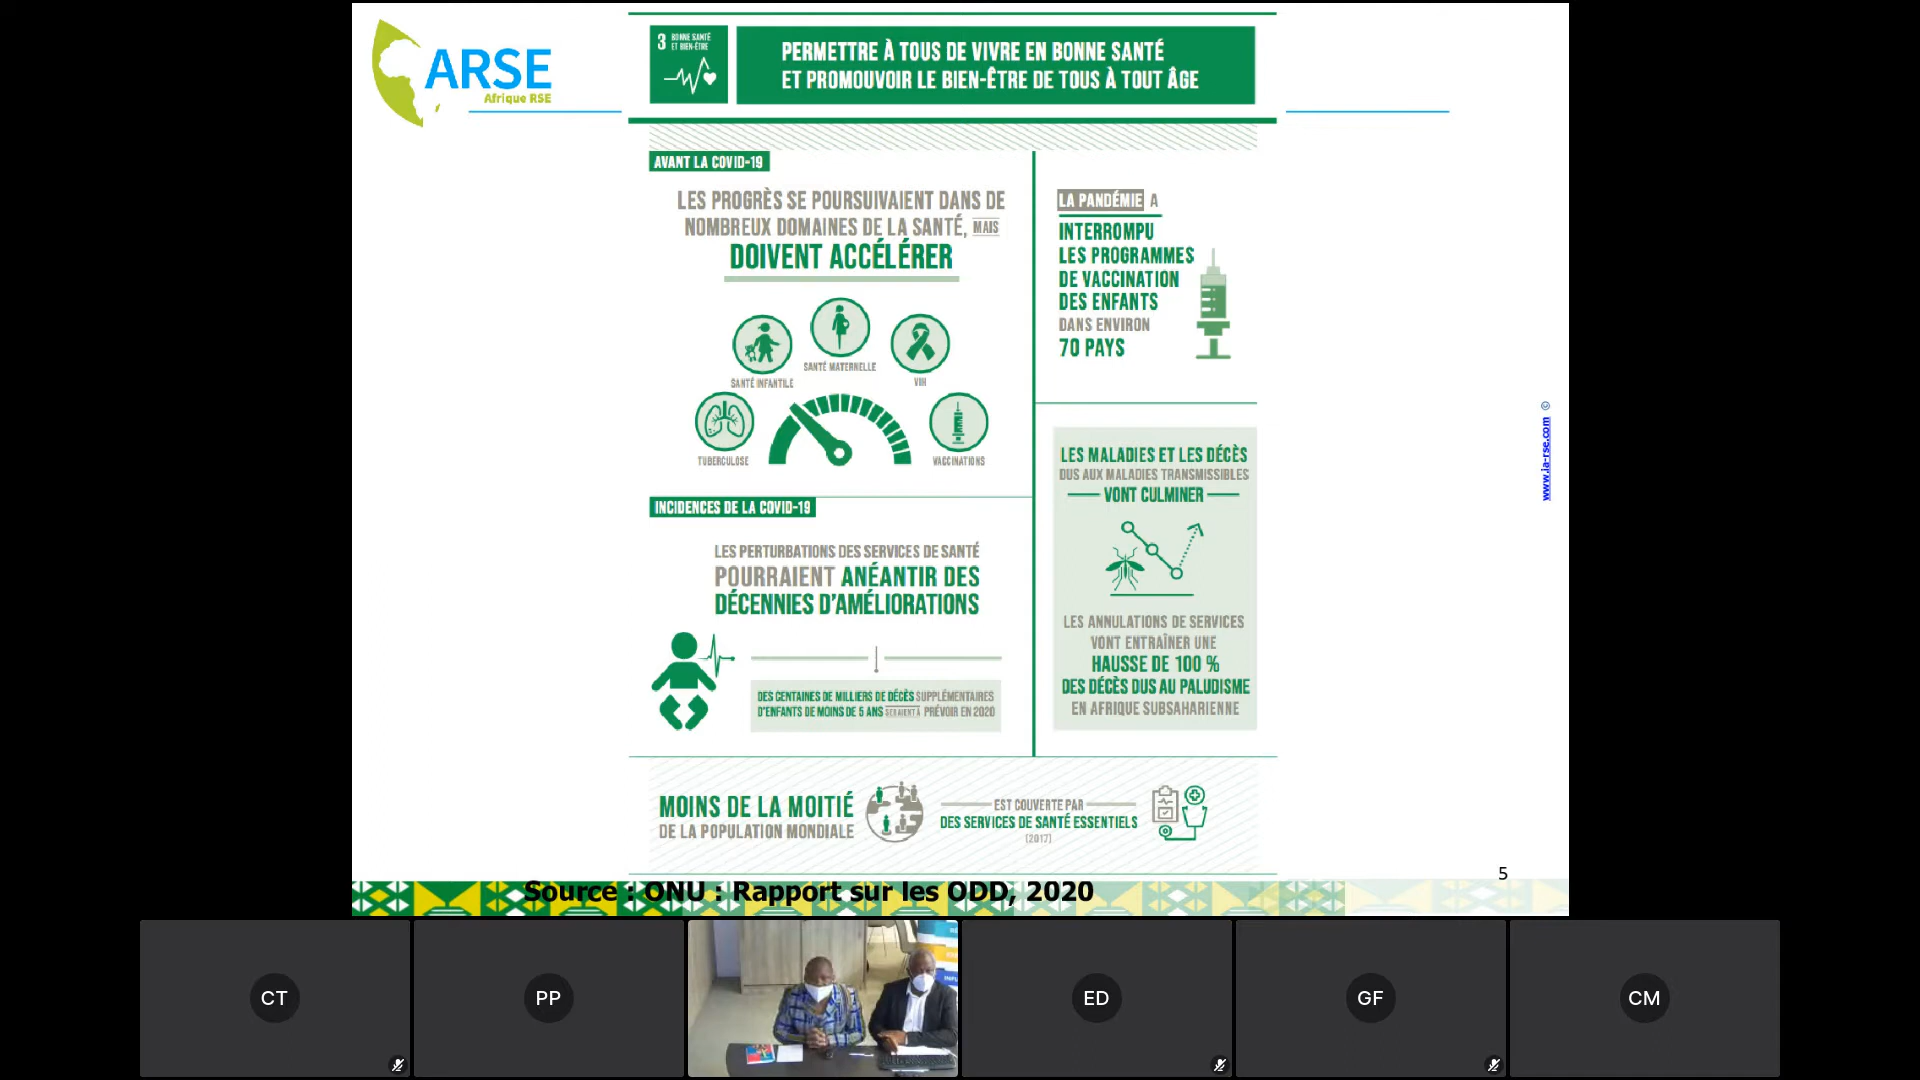 ARSE
Afrique RSE
3 BONNE SANTÉ
ET BIEN-ÊTRE
PERMETTRE À TOUS DE VIVRE EN BONNE SANTÉ
ET PROMOUVOIR LE BIEN-ÊTRE DE TOUS À TOUT ÂGE
AVANT LA COVID-19
LES PROGRÈS SE POURSUIVAIENT DANS DE
NOMBREUX DOMAINES DE LA SANTÉ, MAIS
DOIVENT ACCÉLÉRER
SANTÉ MATERNELLE
SANTÉ INFANTILE
VIH
TUBERCULOSE
VACCINATIONS
LA PANDÉMIE A
INTERROMPU
LES PROGRAMMES
DE VACCINATION
DES ENFANTS
DANS ENVIRON
70 PAYS
INCIDENCES DE LA COVID-19
LES PERTURBATIONS DES SERVICES DE SANTÉ
POURRAIENT ANÉANTIR DES
DÉCENNIES D'AMÉLIORATIONS
DES CENTAINES DE MILLIERS DE DÉCÈS SUPPLÉMENTAIRES
D'ENFANTS DE MOINS DE 5 ANS SERAIENT À PRÉVOIR EN 2020
LES MALADIES ET LES DÉCÈS
DUS AUX MALADIES TRANSMISSIBLES
VONT CULMINER
LES ANNULATIONS DE SERVICES
VONT ENTRAÎNER UNE
HAUSSE DE 100 %
DES DÉCÈS DUS AU PALUDISME
EN AFRIQUE SUBSAHARIENNE
MOINS DE LA MOITIÉ
DE LA POPULATION MONDIALE
EST COUVERTE PAR
DES SERVICES DE SANTÉ ESSENTIELS
(2017)
www.ia-rse.com ©
5
Source : ONU : Rapport sur les ODD, 2020
CT
PP
ED
GF
CM